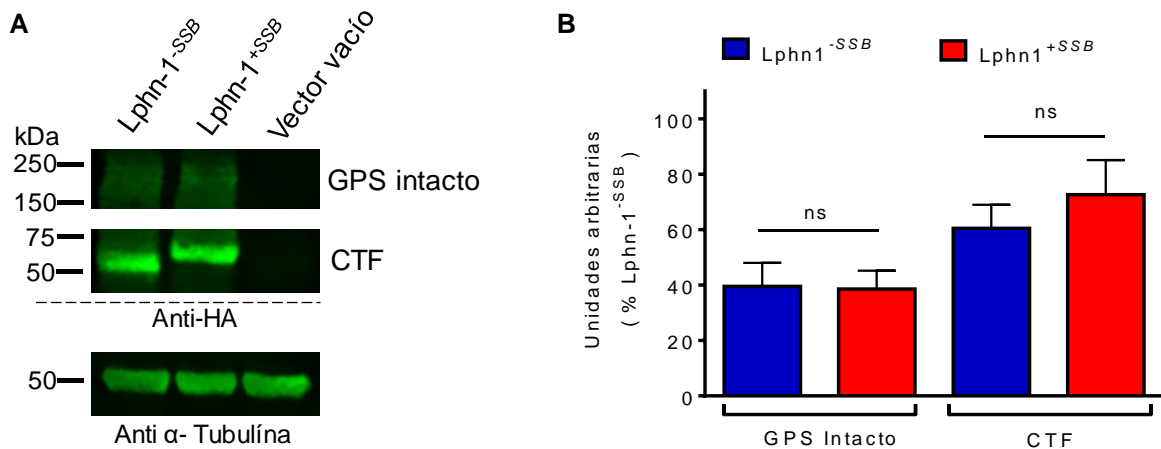 A
Lphn-1-SSB
Lphn-1+SSB
Vector vacío
kDa
250
150
GPS intacto
75
50
CTF
Anti-HA
50
Anti α- Tubulína
B
Lphn1-SSB
Lphn1+SSB
Unidades arbitrarias
( % Lphn-1-SSB )
100
80
60
40
20
0
ns
ns
GPS Intacto
CTF